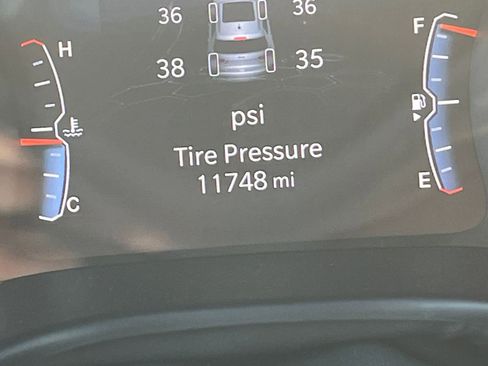 36 36
H F
38 35
psi
Tire Pressure
11748 mi
C E